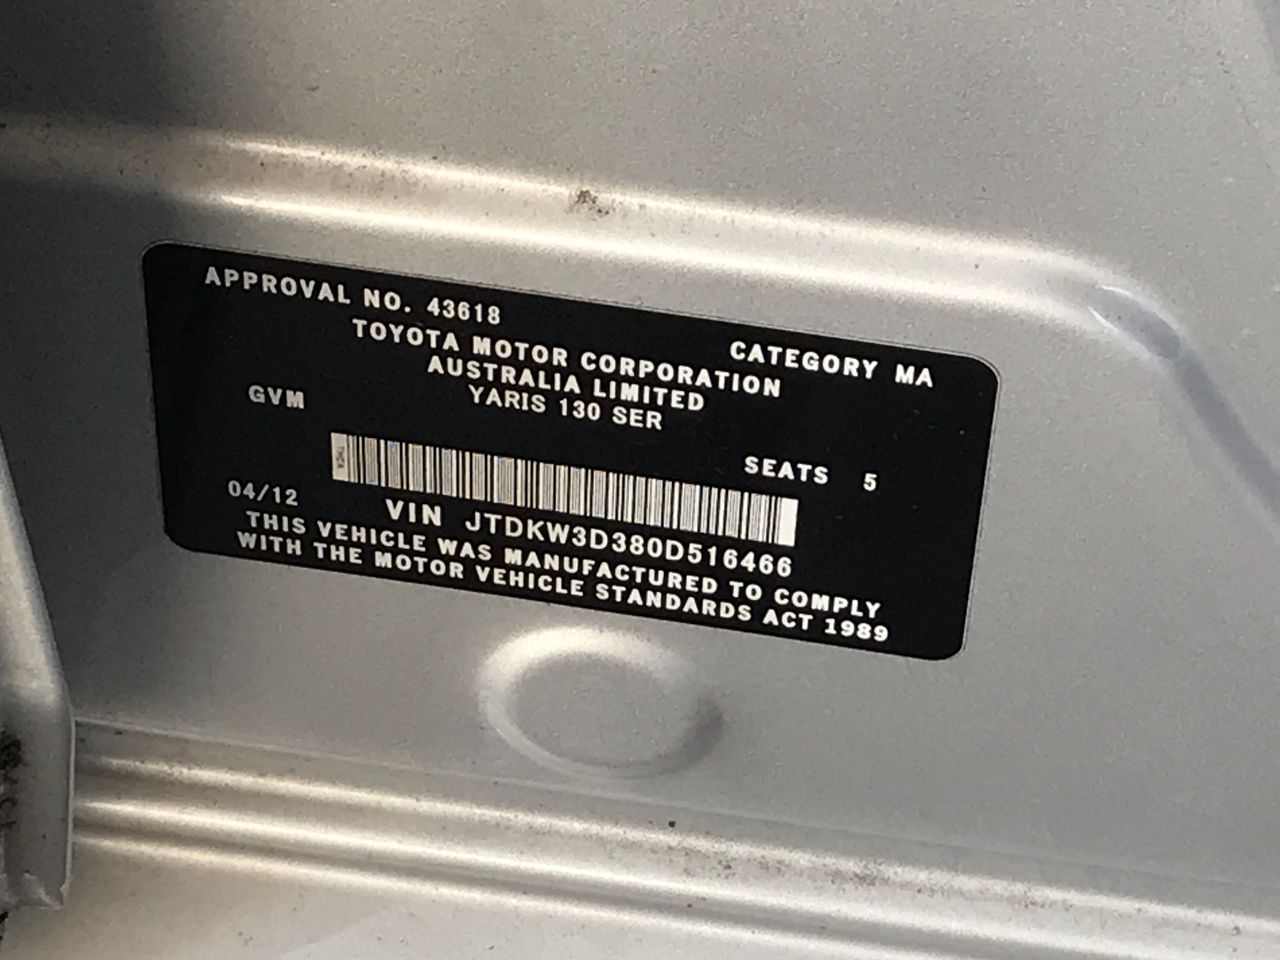 APPROVAL NO. 43618
CATEGORY MA
TOYOTA MOTOR CORPORATION
AUSTRALIA LIMITED
YARIS 130 SER
GVM
SEATS 5
04/12
VIN JTDKW3D380D516466
THIS VEHICLE WAS MANUFACTURED TO COMPLY
WITH THE MOTOR VEHICLE STANDARDS ACT 1989